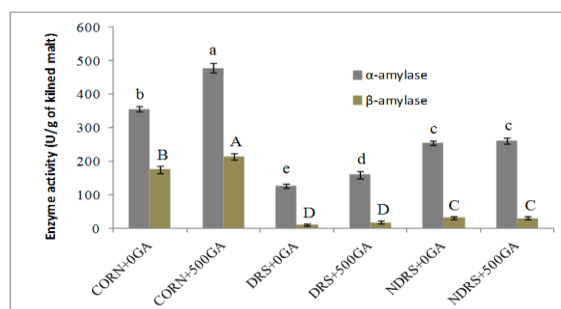 600
500
400
300
200
100
0
Enzyme activity (U/g of kilned malt)
α-amylase
β-amylase
b
B
a
A
e
D
d
D
c
C
c
C
CORN+0GA
CORN+500GA
DRS+0GA
DRS+500GA
NDRS+0GA
NDRS+500GA